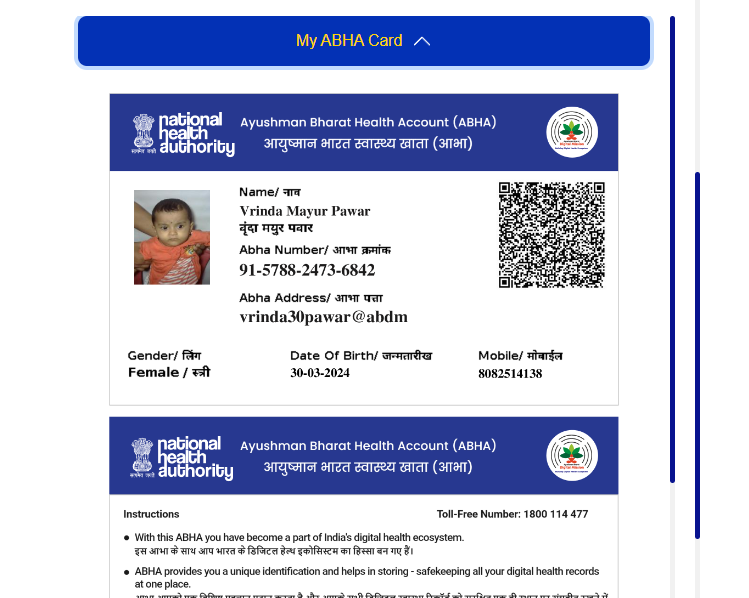 My ABHA Card
national
health
authority
Ayushman Bharat Health Account (ABHA)
आयुष्मान भारत स्वास्थ्य खाता (आभा)
Name/ नाव
Vrinda Mayur Pawar
वृंदा मयुर पवार
Abha Number/ आभा क्रमांक
91-5788-2473-6842
Abha Address/ आभा पत्ता
vrinda30pawar@abdm
Gender/ लिंग
Female / स्त्री
Date Of Birth/ जन्मतारीख
30-03-2024
Mobile/ मोबाईल
8082514138
national
health
authority
Ayushman Bharat Health Account (ABHA)
आयुष्मान भारत स्वास्थ्य खाता (आभा)
Instructions
Toll-Free Number: 1800 114 477
With this ABHA you have become a part of India's digital health ecosystem.
इस आभा के साथ आप भारत के डिजिटल हेल्थ इकोसिस्टम का हिस्सा बन गए हैं।
ABHA provides you a unique identification and helps in storing - safekeeping all your digital health records
at one place.